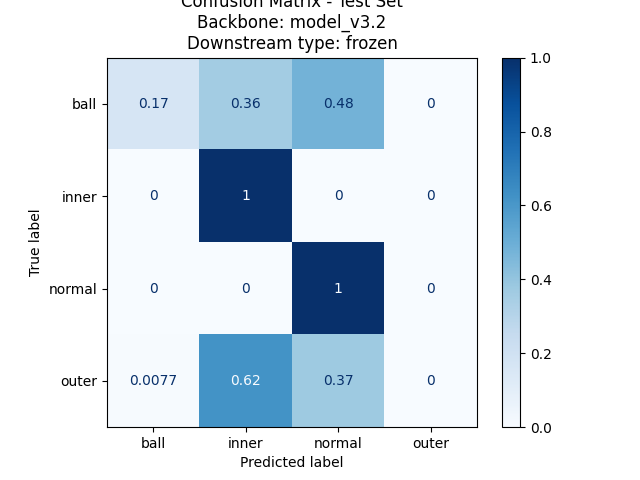 Confusion Matrix - Test Set
Backbone: model_v3.2
Downstream type: frozen
ball 0.17 0.36 0.48 0
inner 0 1 0 0
normal 0 0 1 0
outer 0.0077 0.62 0.37 0
ball inner normal outer
Predicted label
True label
1.0
0.8
0.6
0.4
0.2
0.0